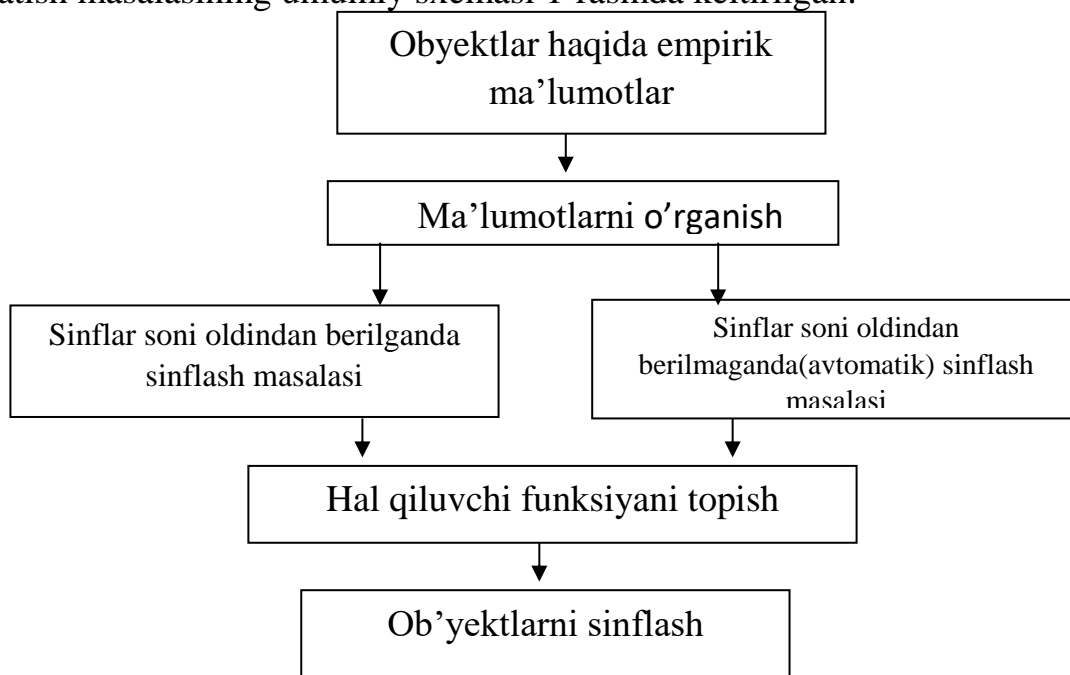 Obyektlar haqida empirik
ma’lumotlar
Ma’lumotlarni o’rganish
Sinflar soni oldindan berilganda
sinflash masalasi
Sinflar soni oldindan
berilmaganda(avtomatik) sinflash
masalasi
Hal qiluvchi funksiyani topish
Ob’yektlarni sinflash